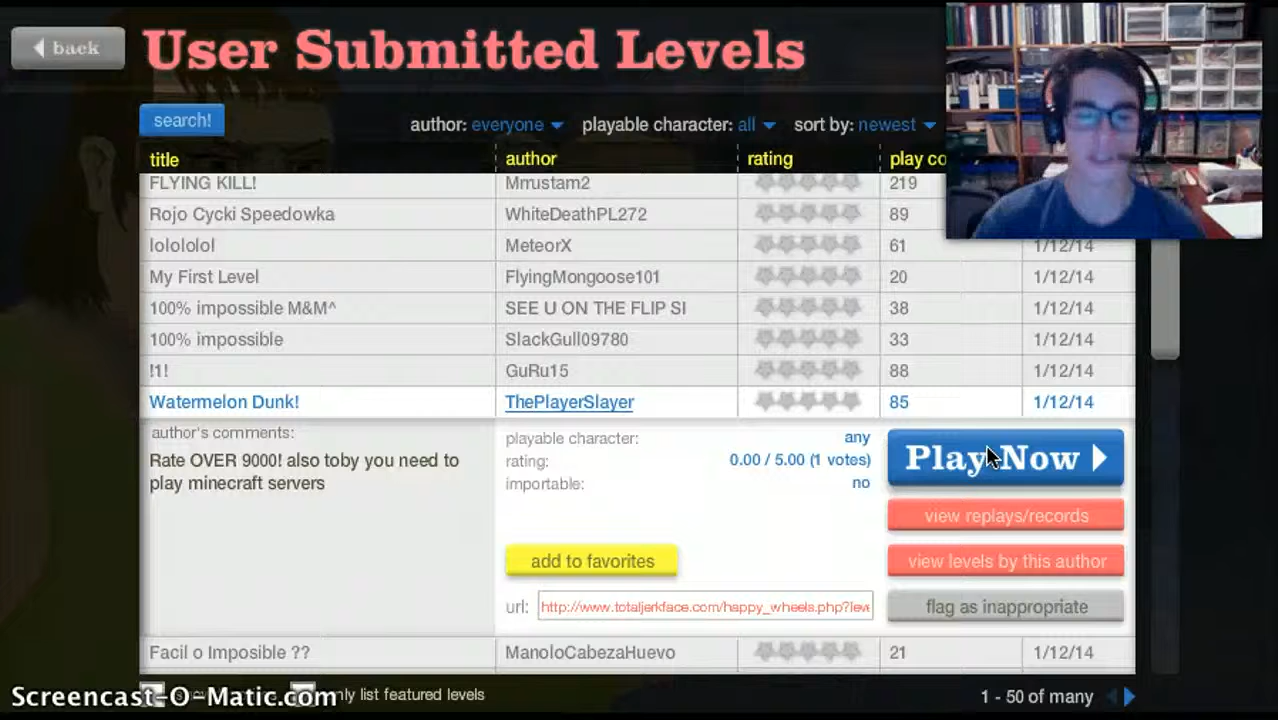 back
User Submitted Levels
search!
author: everyone playable character: all sort by: newest
title author rating play co
FLYING KILL! Mrrustam2 219
Rojo Cycki Speedowka WhiteDeathPL272 89
lolololol MeteorX 61 1/12/14
My First Level FlyingMongoose101 20 1/12/14
100% impossible M&M^ SEE U ON THE FLIP SI 38 1/12/14
100% impossible SlackGull09780 33 1/12/14
!1! GuRu15 88 1/12/14
Watermelon Dunk! ThePlayerSlayer 85 1/12/14
author's comments:
Rate OVER 9000! also toby you need to
play minecraft servers
playable character: any
rating: 0.00 / 5.00 (1 votes)
importable: no
Play Now
view replays/records
add to favorites
view levels by this author
url: http://www.totaljerkface.com/happy_wheels.php?leve
flag as inappropriate
Facil o Imposible ?? ManoloCabezaHuevo 21 1/12/14
Screencast-O-Matic.com
only list featured levels
1 - 50 of many